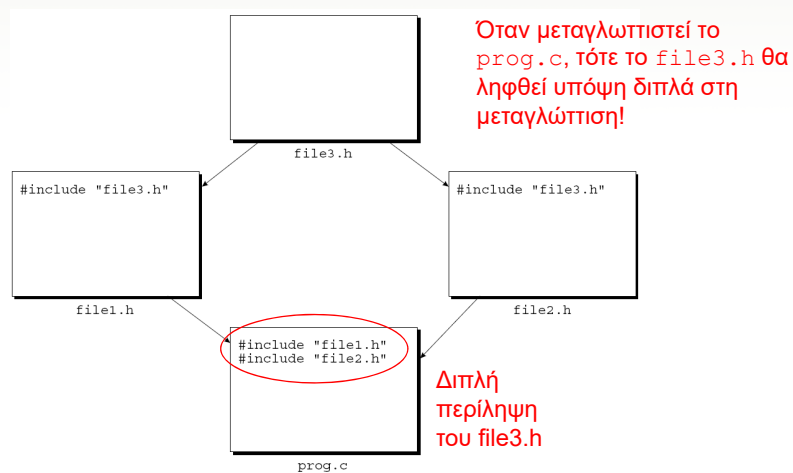 Όταν μεταγλωττιστεί το
prog.c, τότε το file3.h θα
ληφθεί υπόψη διπλά στη
μεταγλώττιση!
file3.h
#include "file3.h"
file1.h
#include "file3.h"
file2.h
#include "file1.h"
#include "file2.h"
prog.c
Διπλή
περίληψη
του file3.h